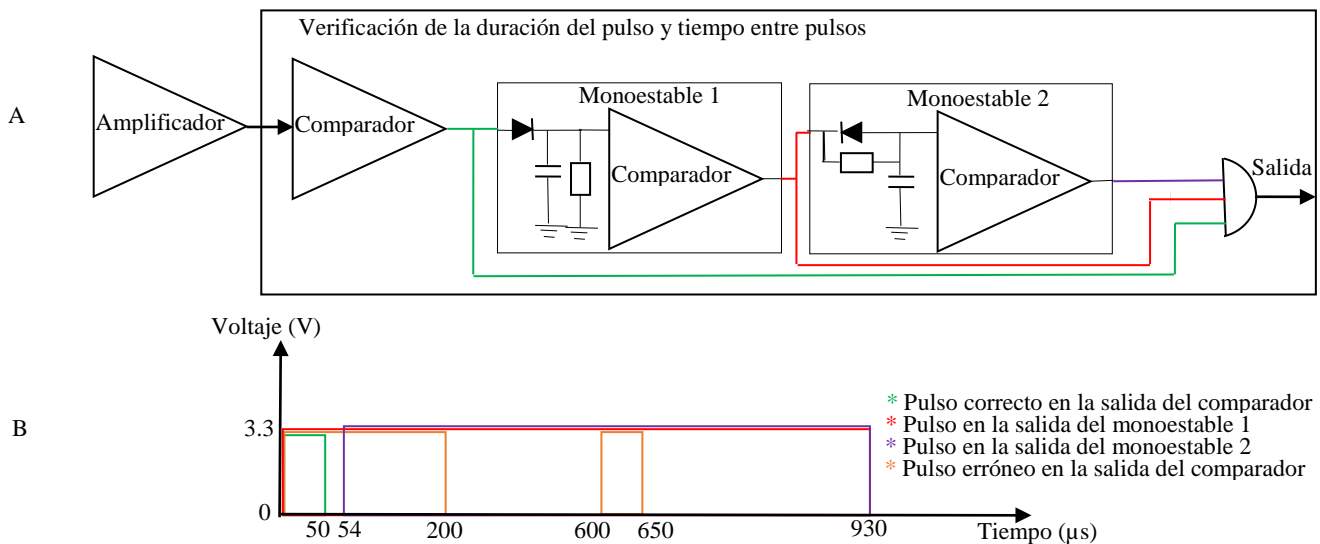 Verificación de la duración del pulso y tiempo entre pulsos
A
Amplificador
Comparador
Monoestable 1
Comparador
Monoestable 2
Comparador
Salida
B
Voltaje (V)
3.3
0
50
54
200
600
650
930
Tiempo (µs)
* Pulso correcto en la salida del comparador
* Pulso en la salida del monoestable 1
* Pulso en la salida del monoestable 2
* Pulso erróneo en la salida del comparador